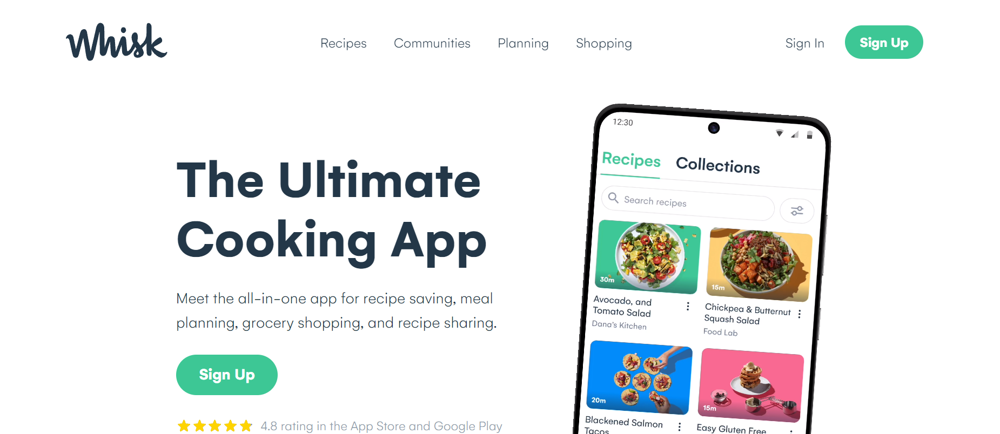 Whisk
Recipes
Communities
Planning
Shopping
Sign In
Sign Up
The Ultimate
Cooking App
Meet the all-in-one app for recipe saving, meal
planning, grocery shopping, and recipe sharing.
Sign Up
4.8 rating in the App Store and Google Play
12:30
Recipes
Collections
Search recipes
30m
Avocado, and
Tomato Salad
Dana's Kitchen
15m
Chickpea & Butternut
Squash Salad
Food Lab
20m
Blackened Salmon
Tacos
15m
Easy Gluten Free